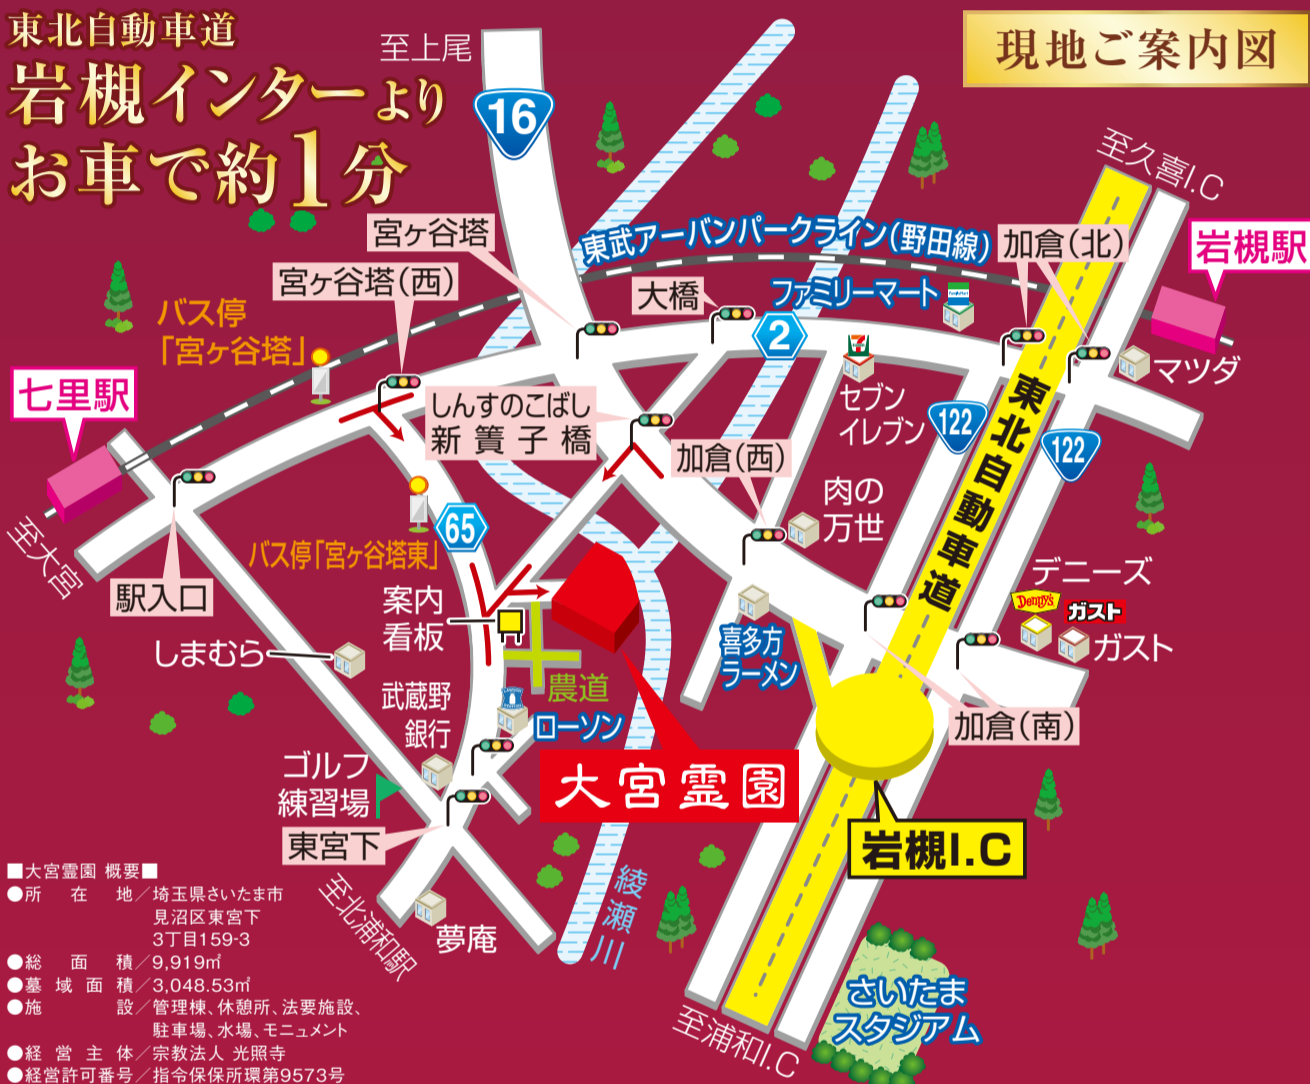 東北自動車道
岩槻インターより
お車で約1分
現地ご案内図
至上尾
16
至久喜I.C
宮ヶ谷塔
東武アーバンパークライン(野田線)
加倉(北)
岩槻駅
宮ヶ谷塔(西)
大橋
ファミリーマート
FamilyMart
バス停
「宮ヶ谷塔」
2
マツダ
七里駅
しんすのこばし
新簀子橋
セブン
イレブン
122
東北自動車道
122
加倉(西)
肉の
万世
65
バス停「宮ヶ谷塔東」
至大宮
駅入口
案内
看板
デニーズ
Denny's
ガスト
ガスト
しまむら
喜多方
ラーメン
農道
武蔵野
銀行
ローソン
加倉(南)
ゴルフ
練習場
大宮霊園
東宮下
岩槻I.C
至北浦和駅
夢庵
綾瀬川
さいたま
スタジアム
至浦和I.C
■大宮霊園 概要■
●所在地/埼玉県さいたま市
見沼区東宮下
3丁目159-3
●総面積/9,919㎡
●墓域面積/3,048.53㎡
●施設/管理棟、休憩所、法要施設、
駐車場、水場、モニュメント
●経営主体/宗教法人 光照寺
●経営許可番号/指令保保所環第9573号